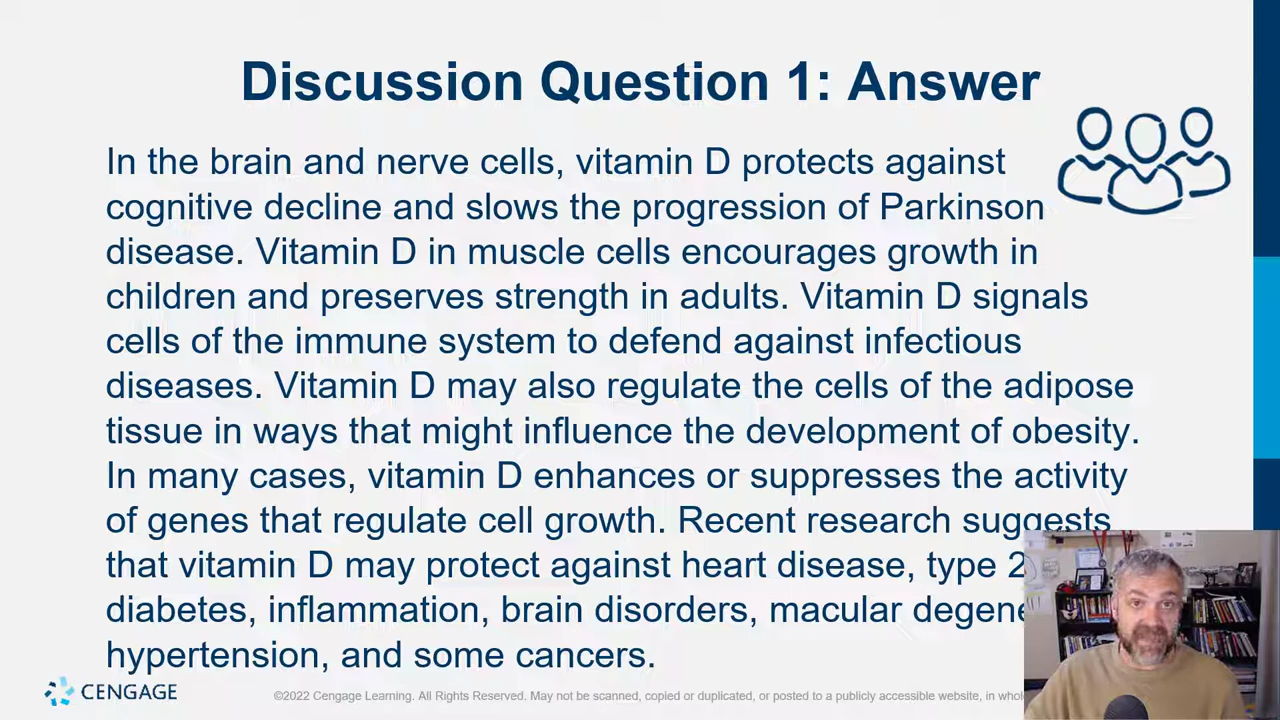 Discussion Question 1: Answer
In the brain and nerve cells, vitamin D protects against
cognitive decline and slows the progression of Parkinson
disease. Vitamin D in muscle cells encourages growth in
children and preserves strength in adults. Vitamin D signals
cells of the immune system to defend against infectious
diseases. Vitamin D may also regulate the cells of the adipose
tissue in ways that might influence the development of obesity.
In many cases, vitamin D enhances or suppresses the activity
of genes that regulate cell growth. Recent research suggests
that vitamin D may protect against heart disease, type 2
diabetes, inflammation, brain disorders, macular degene
hypertension, and some cancers.
CENGAGE
©2022 Cengage Learning. All Rights Reserved. May not be scanned, copied or duplicated, or posted to a publicly accessible website, in who